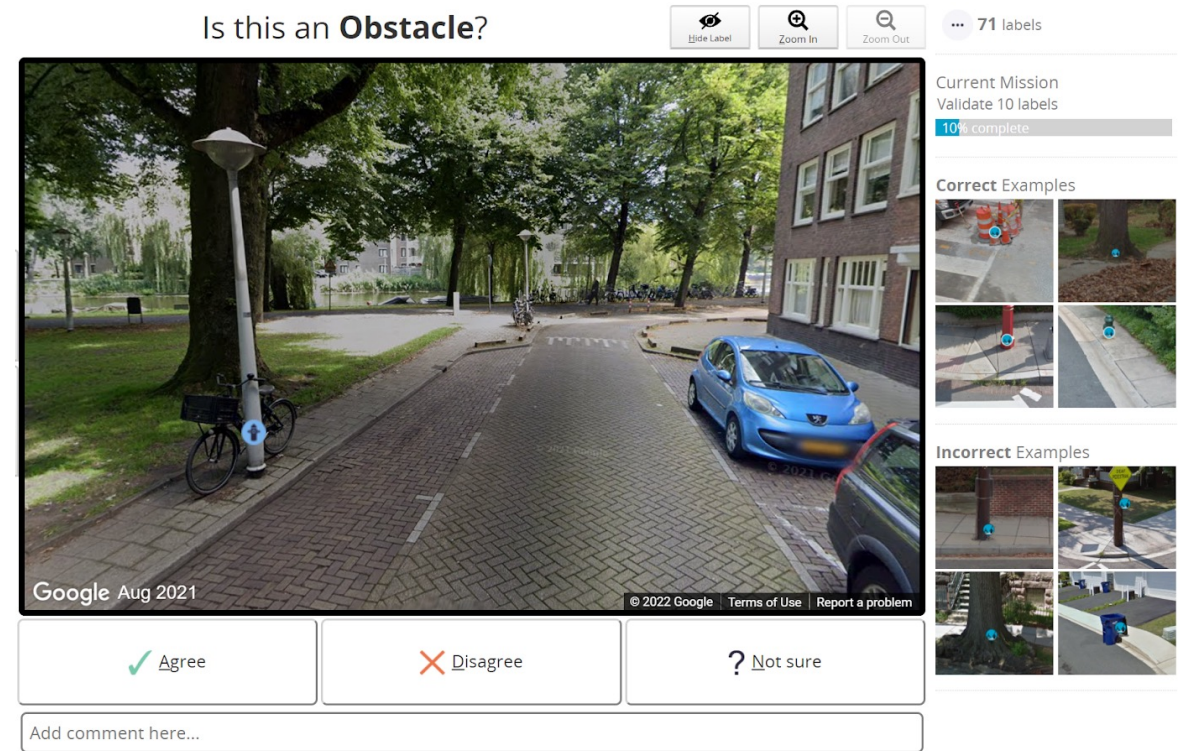 Is this an Obstacle?
Hide Label
Zoom In
Zoom Out
71 labels
Current Mission
Validate 10 labels
10% complete
Correct Examples
Incorrect Examples
Google Aug 2021
© 2022 Google
Terms of Use
Report a problem
Agree
Disagree
Not sure
Add comment here...